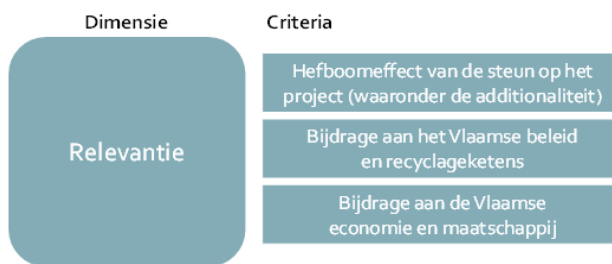 Dimensie
Criteria
Relevantie
Hefboomeffect van de steun op het
project (waaronder de additionaliteit)
Bijdrage aan het Vlaamse beleid
en recyclageketens
Bijdrage aan de Vlaamse
economie en maatschappij